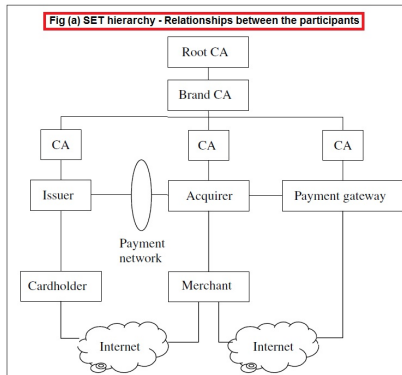 Fig (a) SET hierarchy - Relationships between the participants
Root CA
Brand CA
CA
CA
CA
Issuer
Acquirer
Payment gateway
Payment
network
Cardholder
Merchant
Internet
Internet